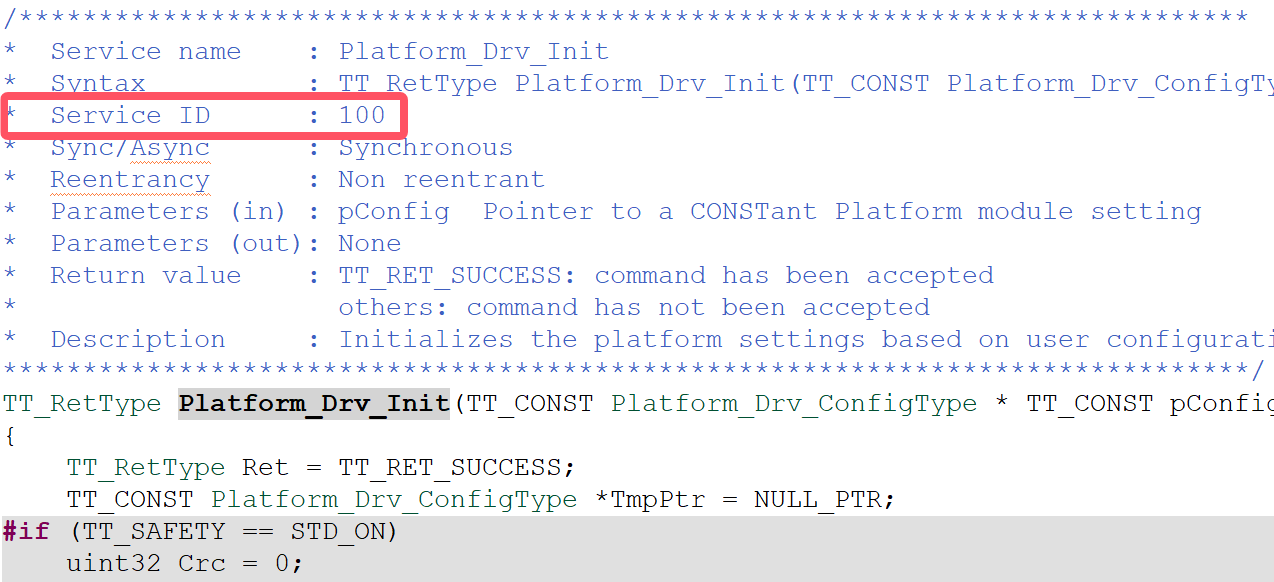 /*****************************************************************************
*  Service name    : Platform_Drv_Init
*  Syntax          : TT_RetType Platform_Drv_Init(TT_CONST Platform_Drv_ConfigTy
*  Service ID      : 100
*  Sync/Async      : Synchronous
*  Reentrancy      : Non reentrant
*  Parameters (in) : pConfig  Pointer to a CONSTant Platform module setting
*  Parameters (out): None
*  Return value    : TT_RET_SUCCESS: command has been accepted
*                    others: command has not been accepted
*  Description     : Initializes the platform settings based on user configurati
******************************************************************************/
TT_RetType Platform_Drv_Init(TT_CONST Platform_Drv_ConfigType * TT_CONST pConfig
{
    TT_RetType Ret = TT_RET_SUCCESS;
    TT_CONST Platform_Drv_ConfigType *TmpPtr = NULL_PTR;
#if (TT_SAFETY == STD_ON)
    uint32 Crc = 0;